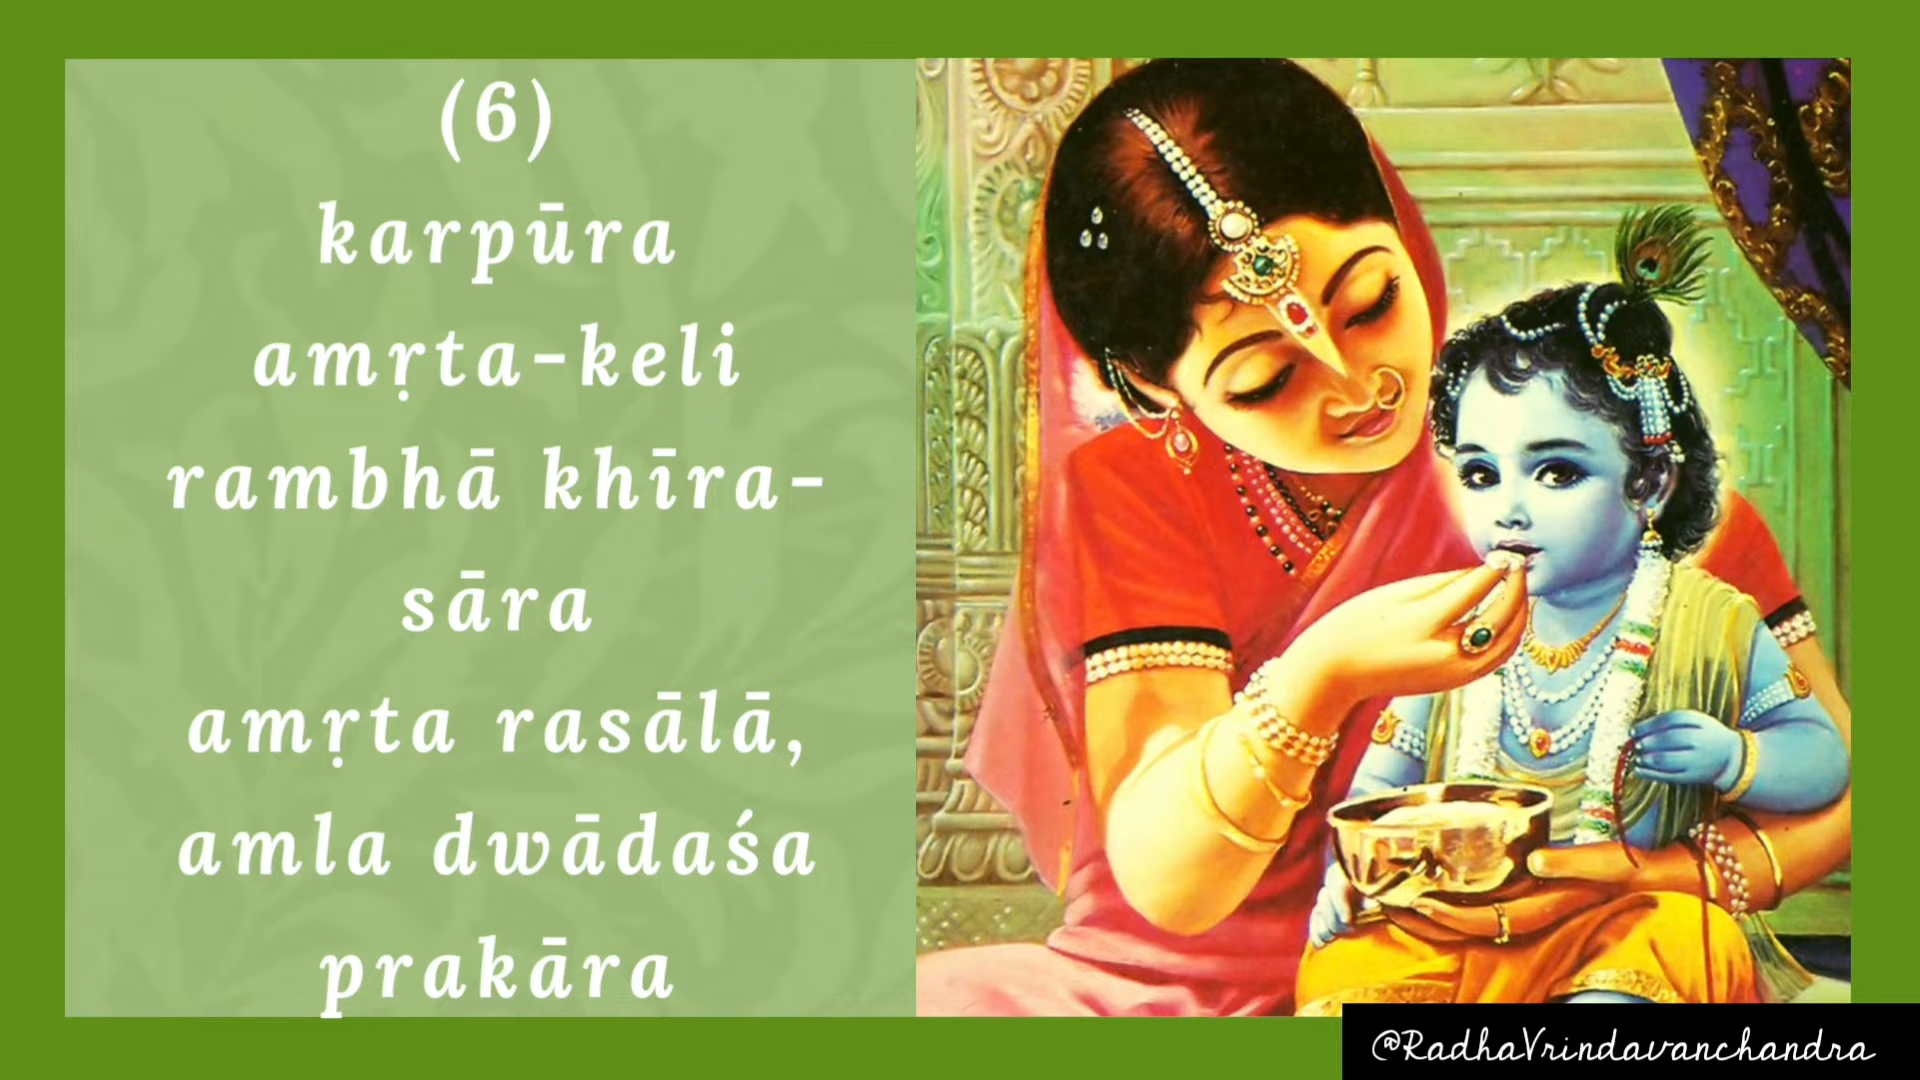 (6)
karpūra
amṛta-keli
rambhā khīra-
sāra
amṛta rasālā,
amla dwādaśa
prakāra
@RadhaVrindavanchandra